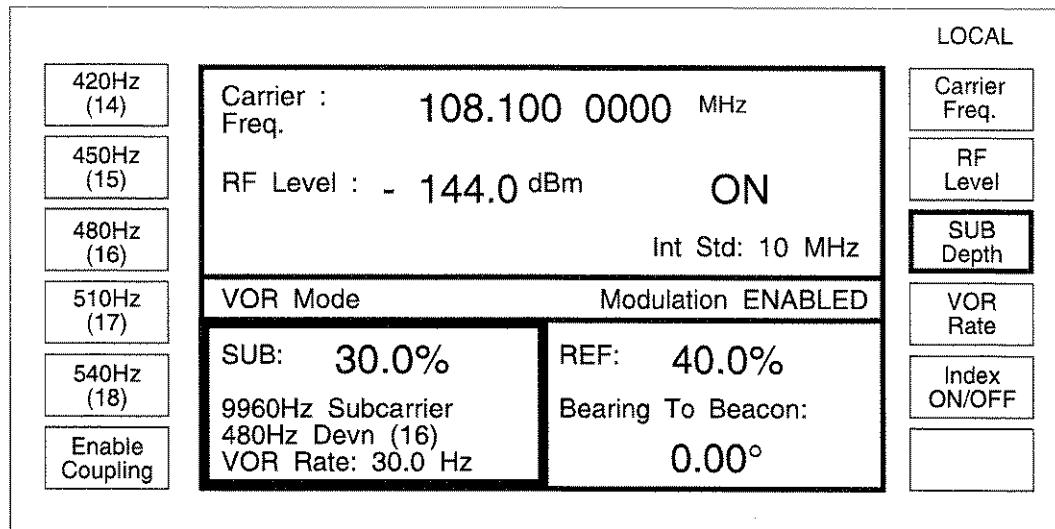 LOCAL
420Hz
(14)
450Hz
(15)
480Hz
(16)
510Hz
(17)
540Hz
(18)
Enable
Coupling
Carrier :
Freq.
108.100 0000 MHz
RF Level : - 144.0 dBm ON
Int Std: 10 MHz
VOR Mode Modulation ENABLED
SUB: 30.0%
9960Hz Subcarrier
480Hz Devn (16)
VOR Rate: 30.0 Hz
REF: 40.0%
Bearing To Beacon:
0.00°
Carrier
Freq.
RF
Level
SUB
Depth
VOR
Rate
Index
ON/OFF